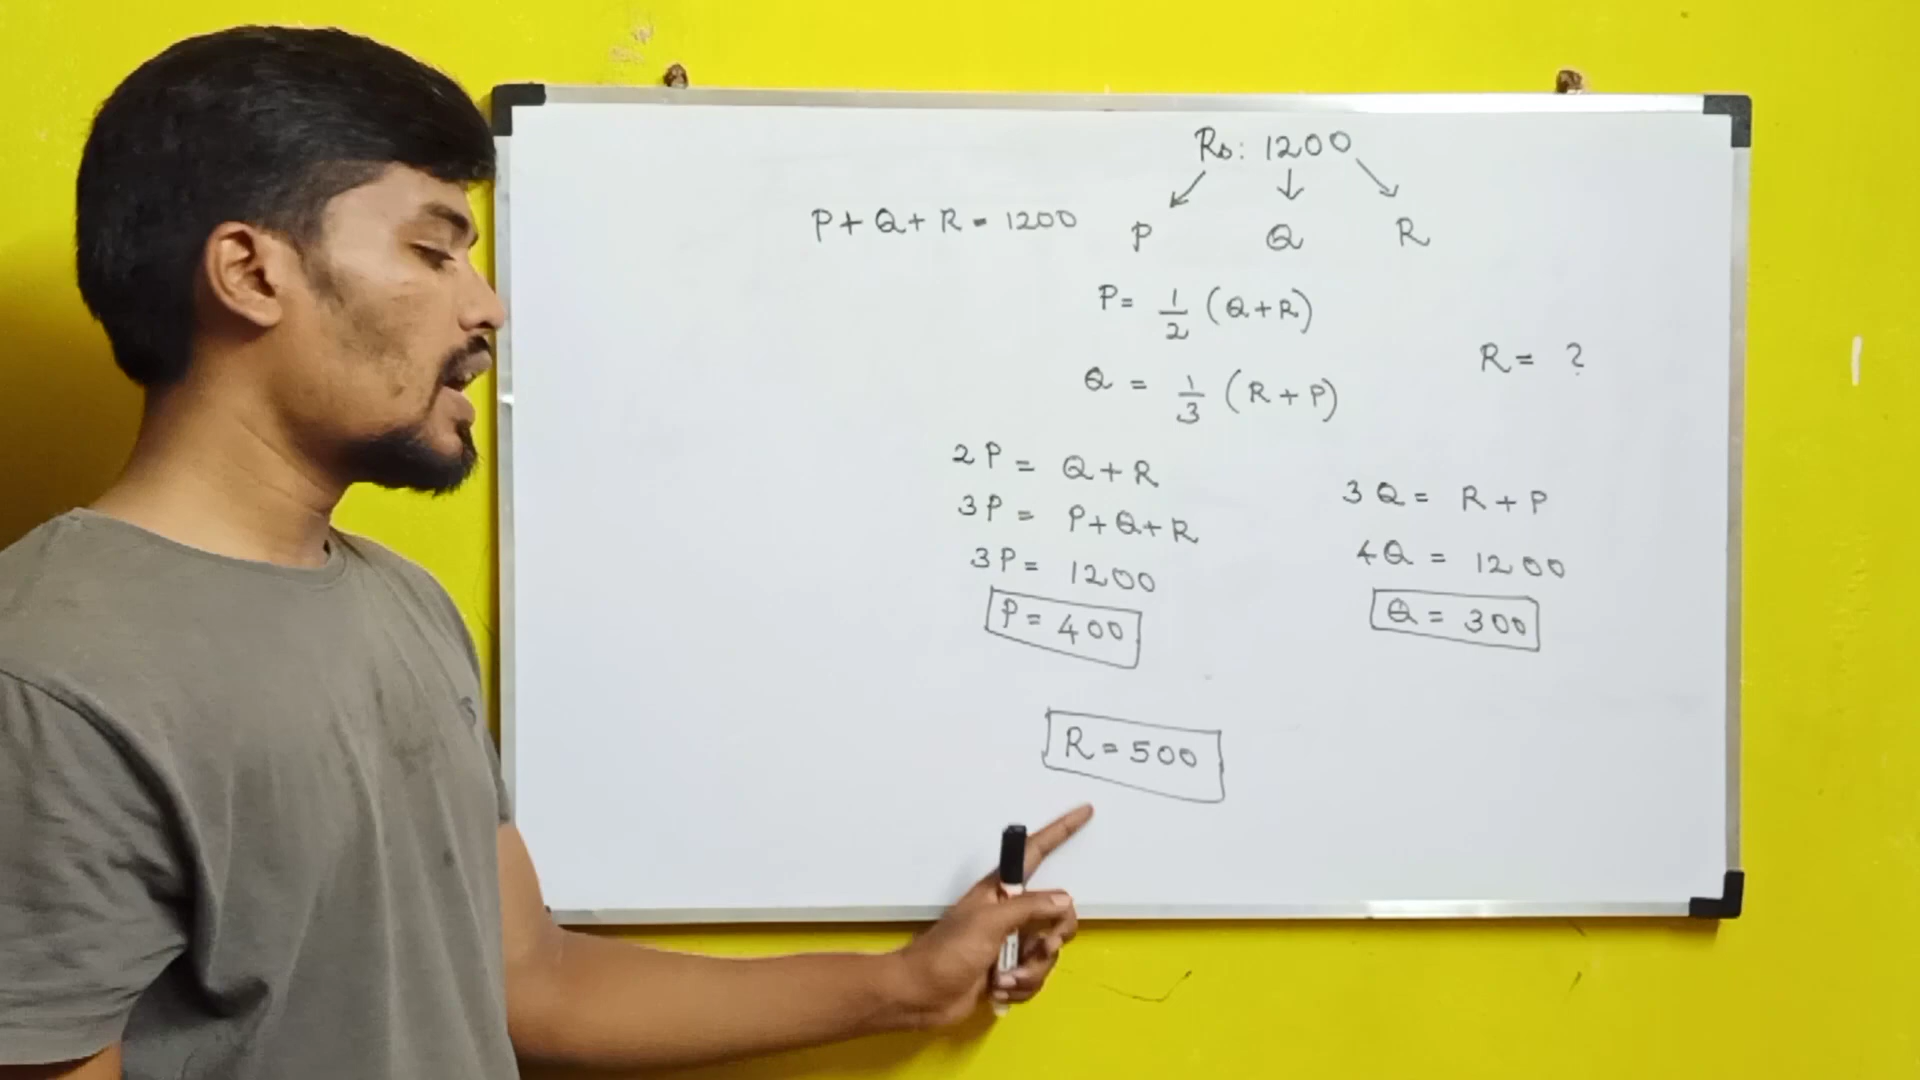 Rs: 1200
P+Q+R=1200
P Q R
P= 1/2 (Q+R)
R= ?
Q = 1/3 (R+P)
2P = Q+R
3P = P+Q+R
3P= 1200
P=400
3Q= R+P
4Q = 1200
Q=300
R=500